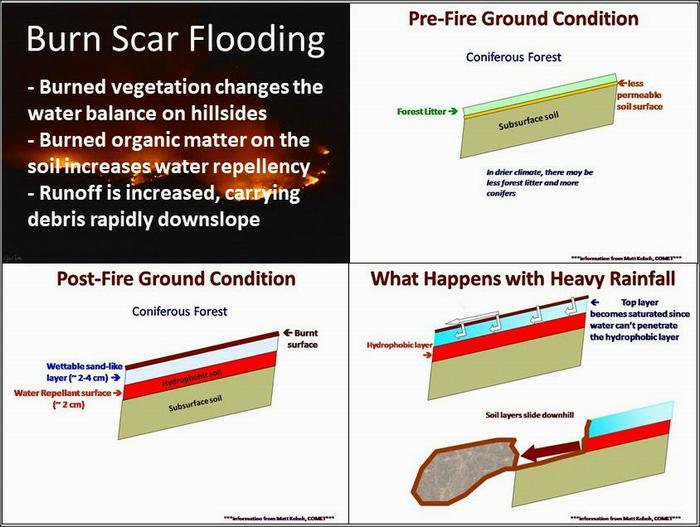 Burn Scar Flooding
- Burned vegetation changes the
water balance on hillsides
- Burned organic matter on the
soil increases water repellency
- Runoff is increased, carrying
debris rapidly downslope
Pre-Fire Ground Condition
Coniferous Forest
Forest Litter
less
permeable
soil surface
Subsurface soil
In drier climate, there may be
less forest litter and more
conifers
***information from Matt Kelsch, COMET***
Post-Fire Ground Condition
Coniferous Forest
Burnt
surface
Wettable sand-like
layer (~ 2-4 cm)
Water Repellant surface
(~ 2 cm)
Hydrophobic soil
Subsurface soil
***information from Matt Kelsch, COMET***
What Happens with Heavy Rainfall
Top layer
becomes saturated since
water can't penetrate
the hydrophobic layer
Hydrophobic layer
Soil layers slide downhill
***information from Matt Kelsch, COMET***